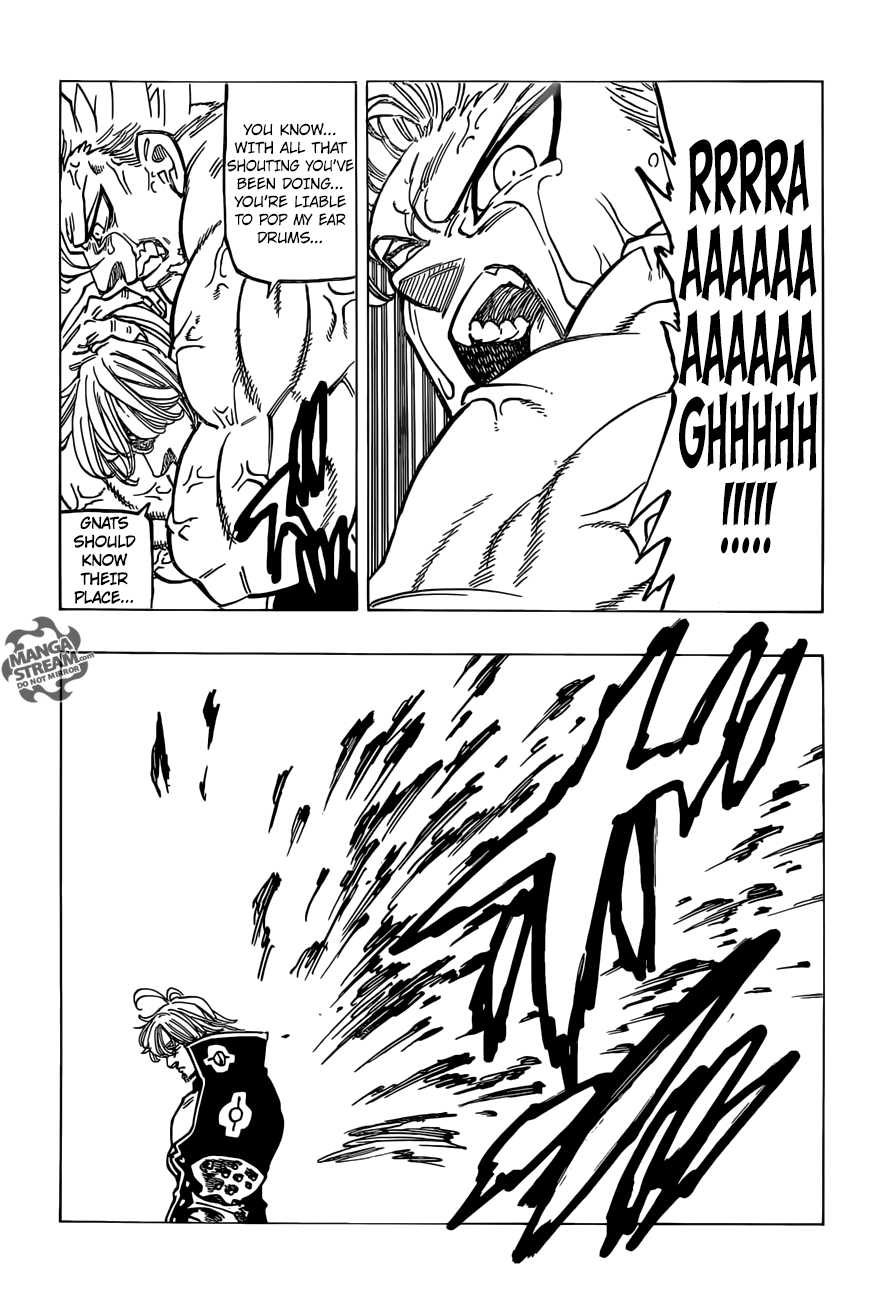 RRRRA
AAAAAA
AAAAAA
GHHHHH
!!!!!
YOU KNOW...
WITH ALL THAT
SHOUTING YOU'VE
BEEN DOING...
YOU'RE LIABLE
TO POP MY EAR
DRUMS...
GNATS
SHOULD
KNOW
THEIR
PLACE...
MANGA
STREAM.com
DO NOT MIRROR